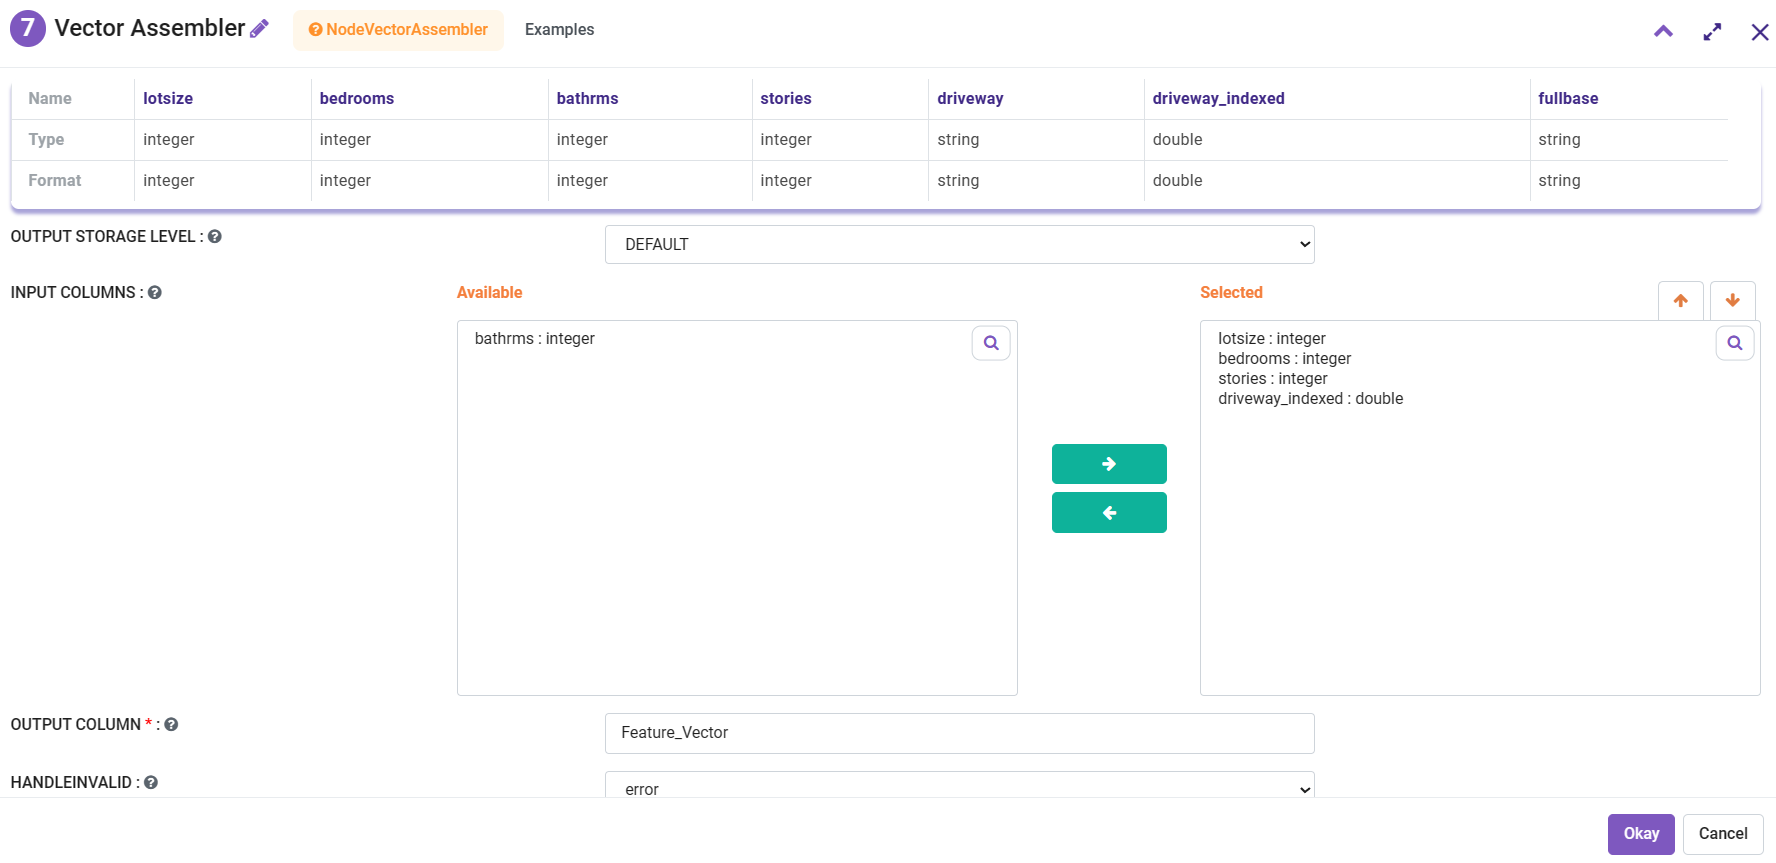 7 Vector Assembler NodeVectorAssembler Examples
Name lotsize bedrooms bathrms stories driveway driveway_indexed fullbase
Type integer integer integer integer string double string
Format integer integer integer integer string double string
OUTPUT STORAGE LEVEL : DEFAULT
INPUT COLUMNS : Available Selected
bathrms : integer
lotsize : integer
bedrooms : integer
stories : integer
driveway_indexed : double
OUTPUT COLUMN * : Feature_Vector
HANDLEINVALID : error
Okay Cancel